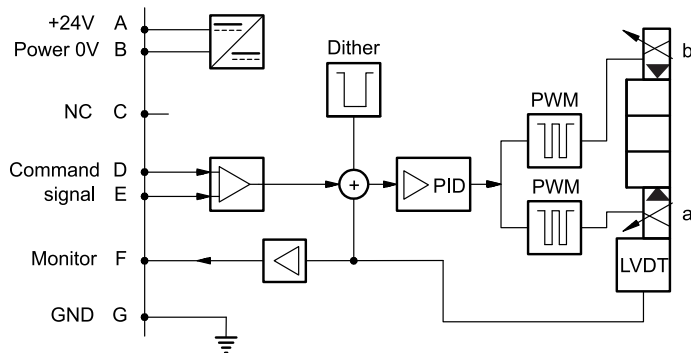 +24V A
Power 0V B
Dither
b
NC C
PWM
Command
signal
D
E
+
PID
PWM
a
Monitor F
LVDT
GND G